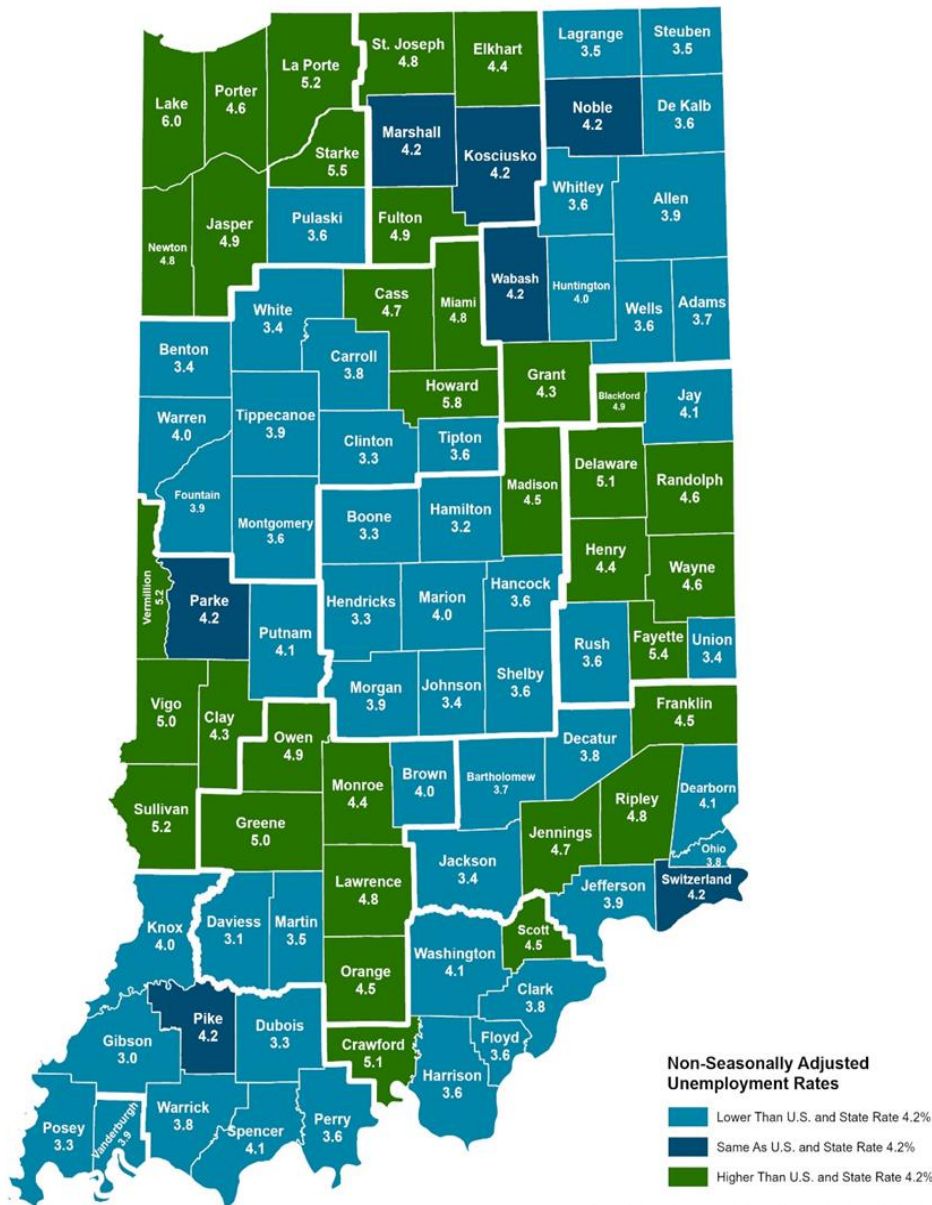 Lagrange
3.5
Steuben
3.5
St. Joseph
4.8
Elkhart
4.4
La Porte
5.2
Porter
4.6
Lake
6.0
Noble
4.2
De Kalb
3.6
Marshall
4.2
Kosciusko
4.2
Starke
5.5
Whitley
3.6
Allen
3.9
Pulaski
3.6
Fulton
4.9
Jasper
4.9
Newton
4.8
Wabash
4.2
Huntington
4.0
Wells
3.6
Adams
3.7
White
3.4
Cass
4.7
Miami
4.8
Benton
3.4
Carroll
3.8
Howard
5.8
Grant
4.3
Blackford
4.9
Jay
4.1
Warren
4.0
Tippecanoe
3.9
Clinton
3.3
Tipton
3.6
Delaware
5.1
Randolph
4.6
Madison
4.5
Fountain
3.9
Montgomery
3.6
Boone
3.3
Hamilton
3.2
Henry
4.4
Wayne
4.6
Vermillion
5.2
Parke
4.2
Putnam
4.1
Hendricks
3.3
Marion
4.0
Hancock
3.6
Rush
3.6
Fayette
5.4
Union
3.4
Shelby
3.6
Morgan
3.9
Johnson
3.4
Vigo
5.0
Clay
4.3
Owen
4.9
Franklin
4.5
Decatur
3.8
Monroe
4.4
Brown
4.0
Bartholomew
3.7
Dearborn
4.1
Ripley
4.8
Sullivan
5.2
Greene
5.0
Jennings
4.7
Ohio
3.8
Jackson
3.4
Switzerland
4.2
Jefferson
3.9
Lawrence
4.8
Knox
4.0
Daviess
3.1
Martin
3.5
Scott
4.5
Washington
4.1
Orange
4.5
Clark
3.8
Pike
4.2
Dubois
3.3
Gibson
3.0
Crawford
5.1
Floyd
3.6
Harrison
3.6
Posey
3.3
Vanderburgh
3.9
Warrick
3.8
Spencer
4.1
Perry
3.6
Non-Seasonally Adjusted
Unemployment Rates
Lower Than U.S. and State Rate 4.2%
Same As U.S. and State Rate 4.2%
Higher Than U.S. and State Rate 4.2%